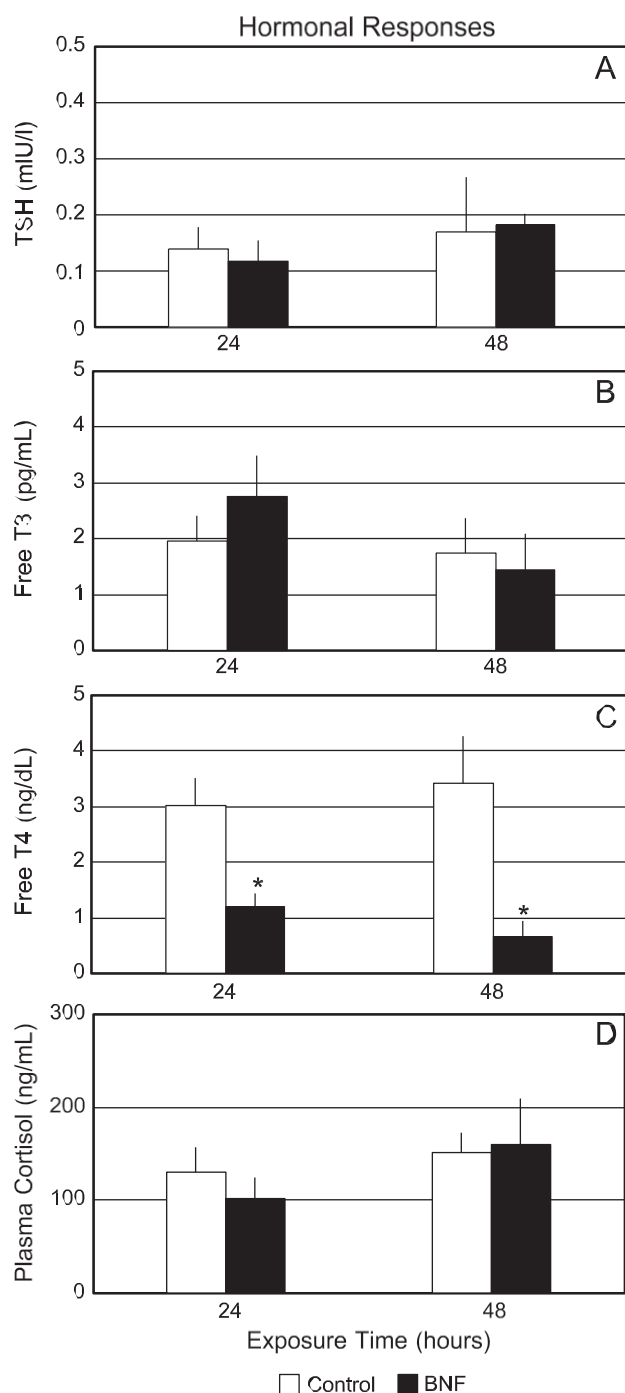 Hormonal Responses
A
TSH (mIU/l)
0.5
0.4
0.3
0.2
0.1
0
24 48
B
Free T3 (pg/mL)
5
4
3
2
1
0
24 48
C
Free T4 (ng/dL)
5
4
3
2
1
0
* *
24 48
D
Plasma Cortisol (ng/mL)
300
200
100
0
24 48
Exposure Time (hours)
Control BNF